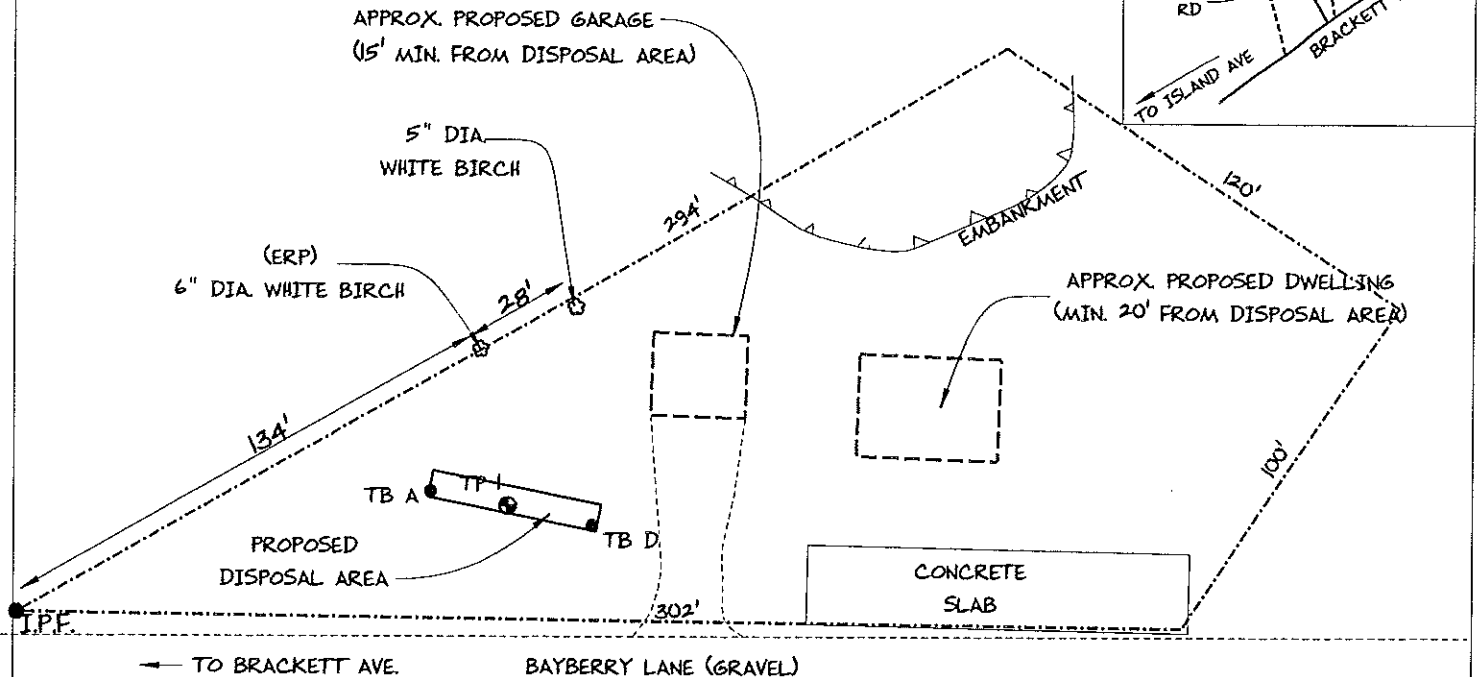 APPROX. PROPOSED GARAGE
(15' MIN. FROM DISPOSAL AREA)
RD
BRACKETT
TO ISLAND AVE
5" DIA.
WHITE BIRCH
120'
294'
EMBANKMENT
(ERP)
6" DIA. WHITE BIRCH
28'
APPROX. PROPOSED DWELLING
(MIN. 20' FROM DISPOSAL AREA)
134'
100'
TB A
TP 1
TB D
PROPOSED
DISPOSAL AREA
CONCRETE
SLAB
I.P.F.
302'
TO BRACKETT AVE.
BAYBERRY LANE (GRAVEL)